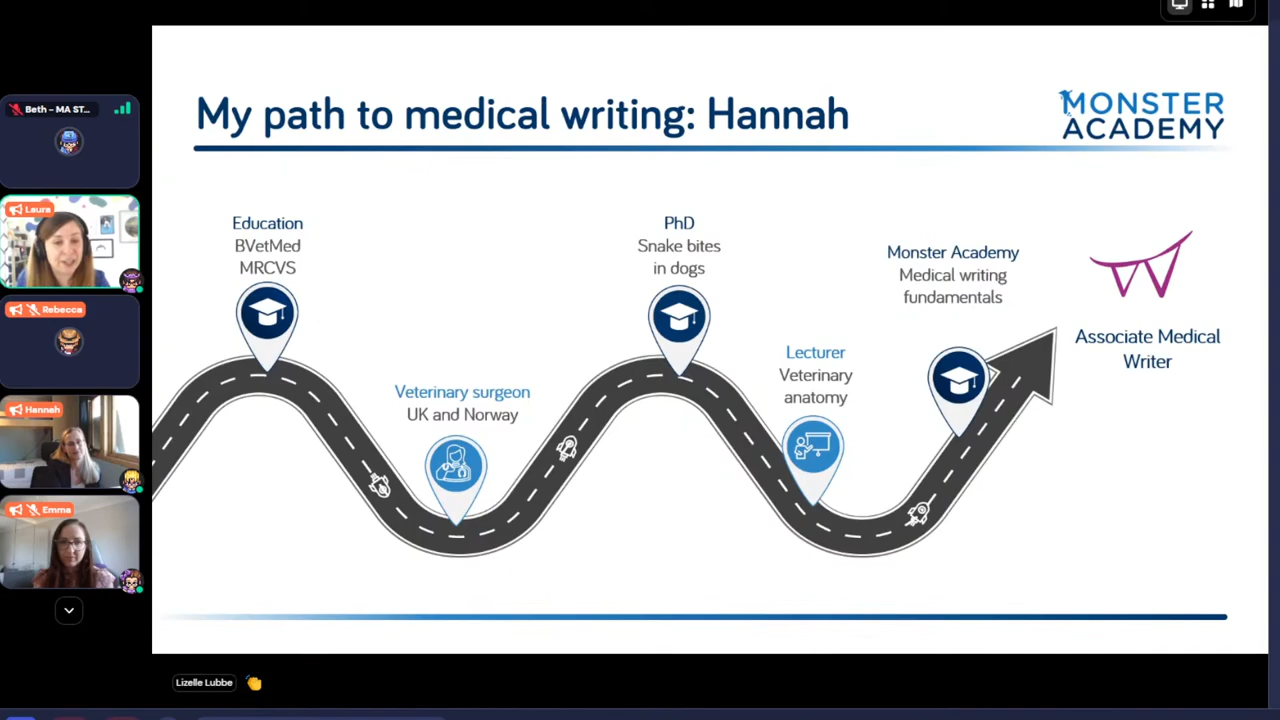 Beth – MA ST...
Laura
Rebecca
Hannah
Emma
My path to medical writing: Hannah
MONSTER
ACADEMY
Education
BVetMed
MRCVS
Veterinary surgeon
UK and Norway
PhD
Snake bites
in dogs
Lecturer
Veterinary
anatomy
Monster Academy
Medical writing
fundamentals
Associate Medical
Writer
Lizelle Lubbe